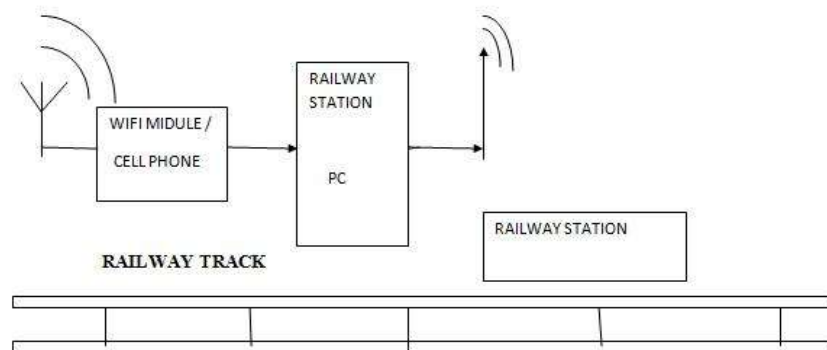 WIFI MIDULE /
CELL PHONE
RAILWAY
STATION
PC
RAILWAY STATION
RAILWAY TRACK